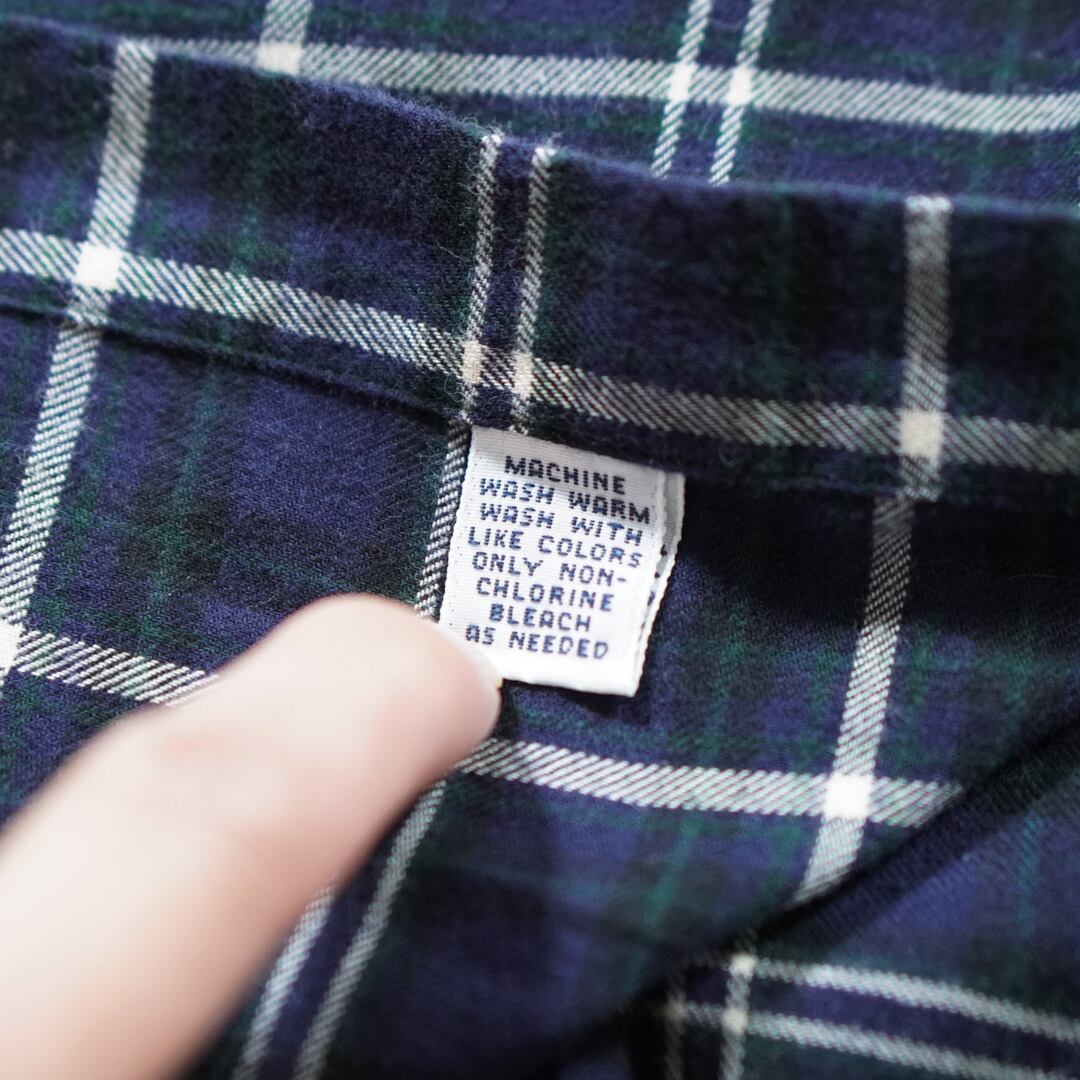 MACHINE
WASH WARM
WASH WITH
LIKE COLORS
ONLY NON-
CHLORINE
BLEACH
AS NEEDED